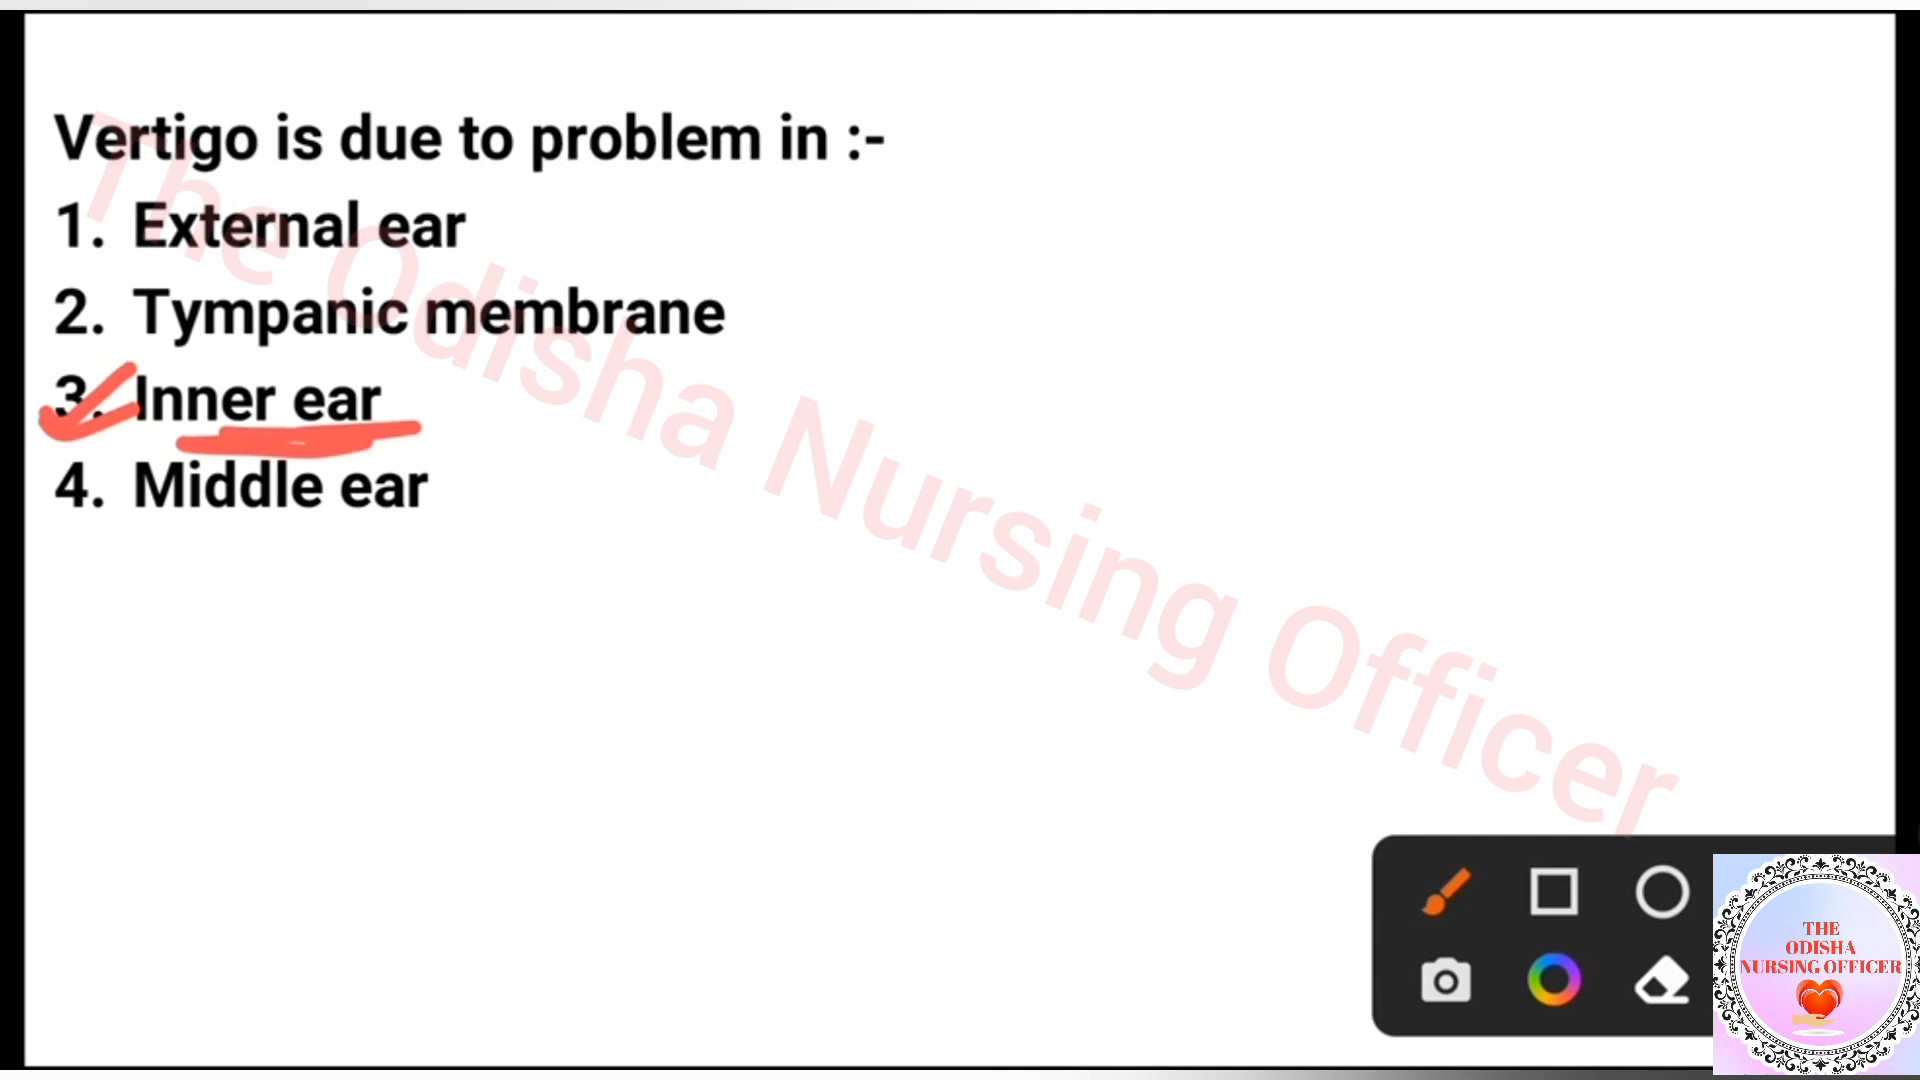 Vertigo is due to problem in :-
1. External ear
2. Tympanic membrane
3. Inner ear
4. Middle ear
The Odisha Nursing Officer
THE
ODISHA
NURSING OFFICER